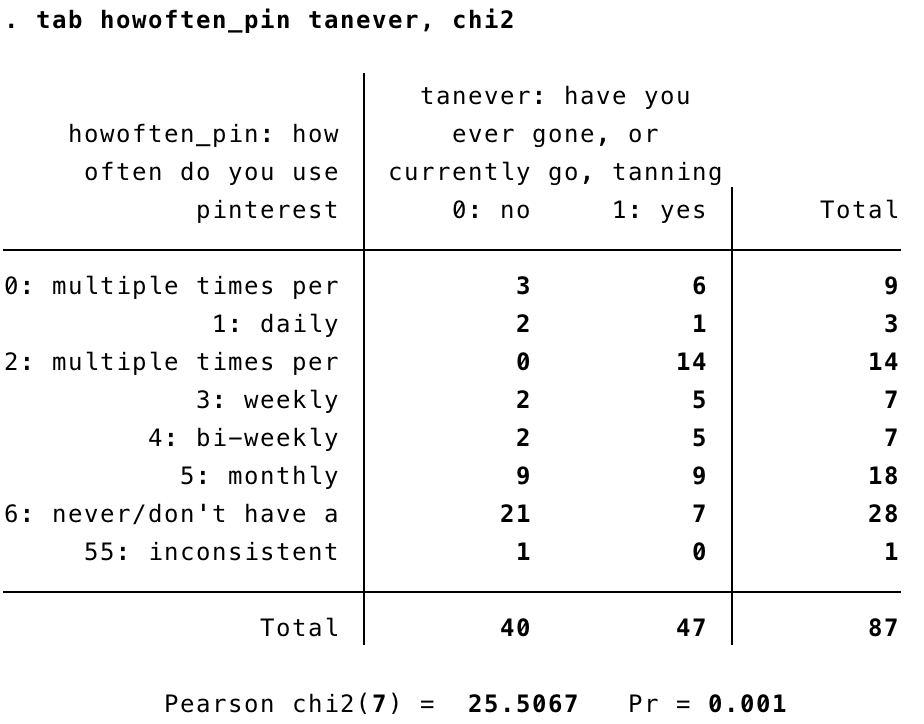 . tab howoften_pin tanever, chi2
tanever: have you
howoften_pin: how ever gone, or
often do you use currently go, tanning
pinterest 0: no 1: yes Total
0: multiple times per 3 6 9
1: daily 2 1 3
2: multiple times per 0 14 14
3: weekly 2 5 7
4: bi-weekly 2 5 7
5: monthly 9 9 18
6: never/don't have a 21 7 28
55: inconsistent 1 0 1
Total 40 47 87
Pearson chi2(7) = 25.5067 Pr = 0.001